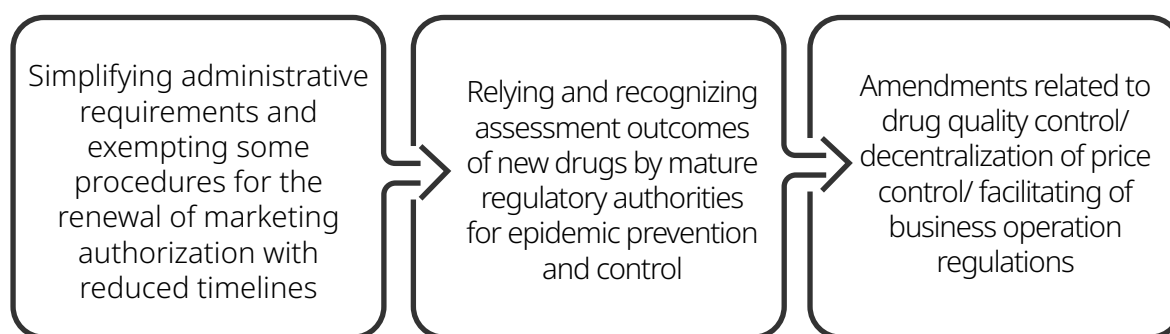 Simplifying administrative
requirements and
exempting some
procedures for the
renewal of marketing
authorization with
reduced timelines
Relying and recognizing
assessment outcomes
of new drugs by mature
regulatory authorities
for epidemic prevention
and control
Amendments related to
drug quality control/
decentralization of price
control/ facilitating of
business operation
regulations